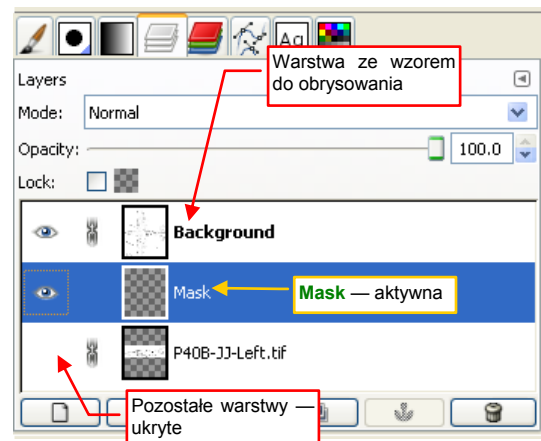 Aa
Warstwa ze wzorem
do obrysowania
Layers
Mode: Normal
Opacity: 100.0
Lock:
Background
Mask
Mask — aktywna
P40B-JJ-Left.tif
Pozostałe warstwy —
ukryte